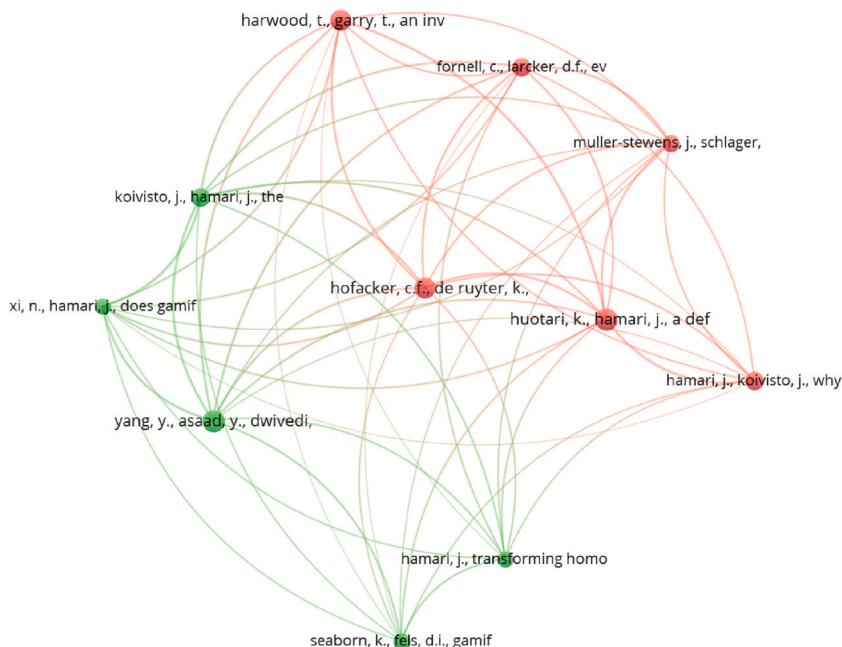 harwood, t., garry, t., an inv
fornell, c., larcker, d.f., ev
muller-stewens, j., schlager,
koivisto, j., hamari, j., the
hofacker, c.f., de ruyter, k.,
xi, n., hamari, j., does gamif
huotari, k., hamari, j., a def
hamari, j., koivisto, j., why
yang, y., asaad, y., dwivedi,
hamari, j., transforming homo
seaborn, k., fels, d.i., gamif